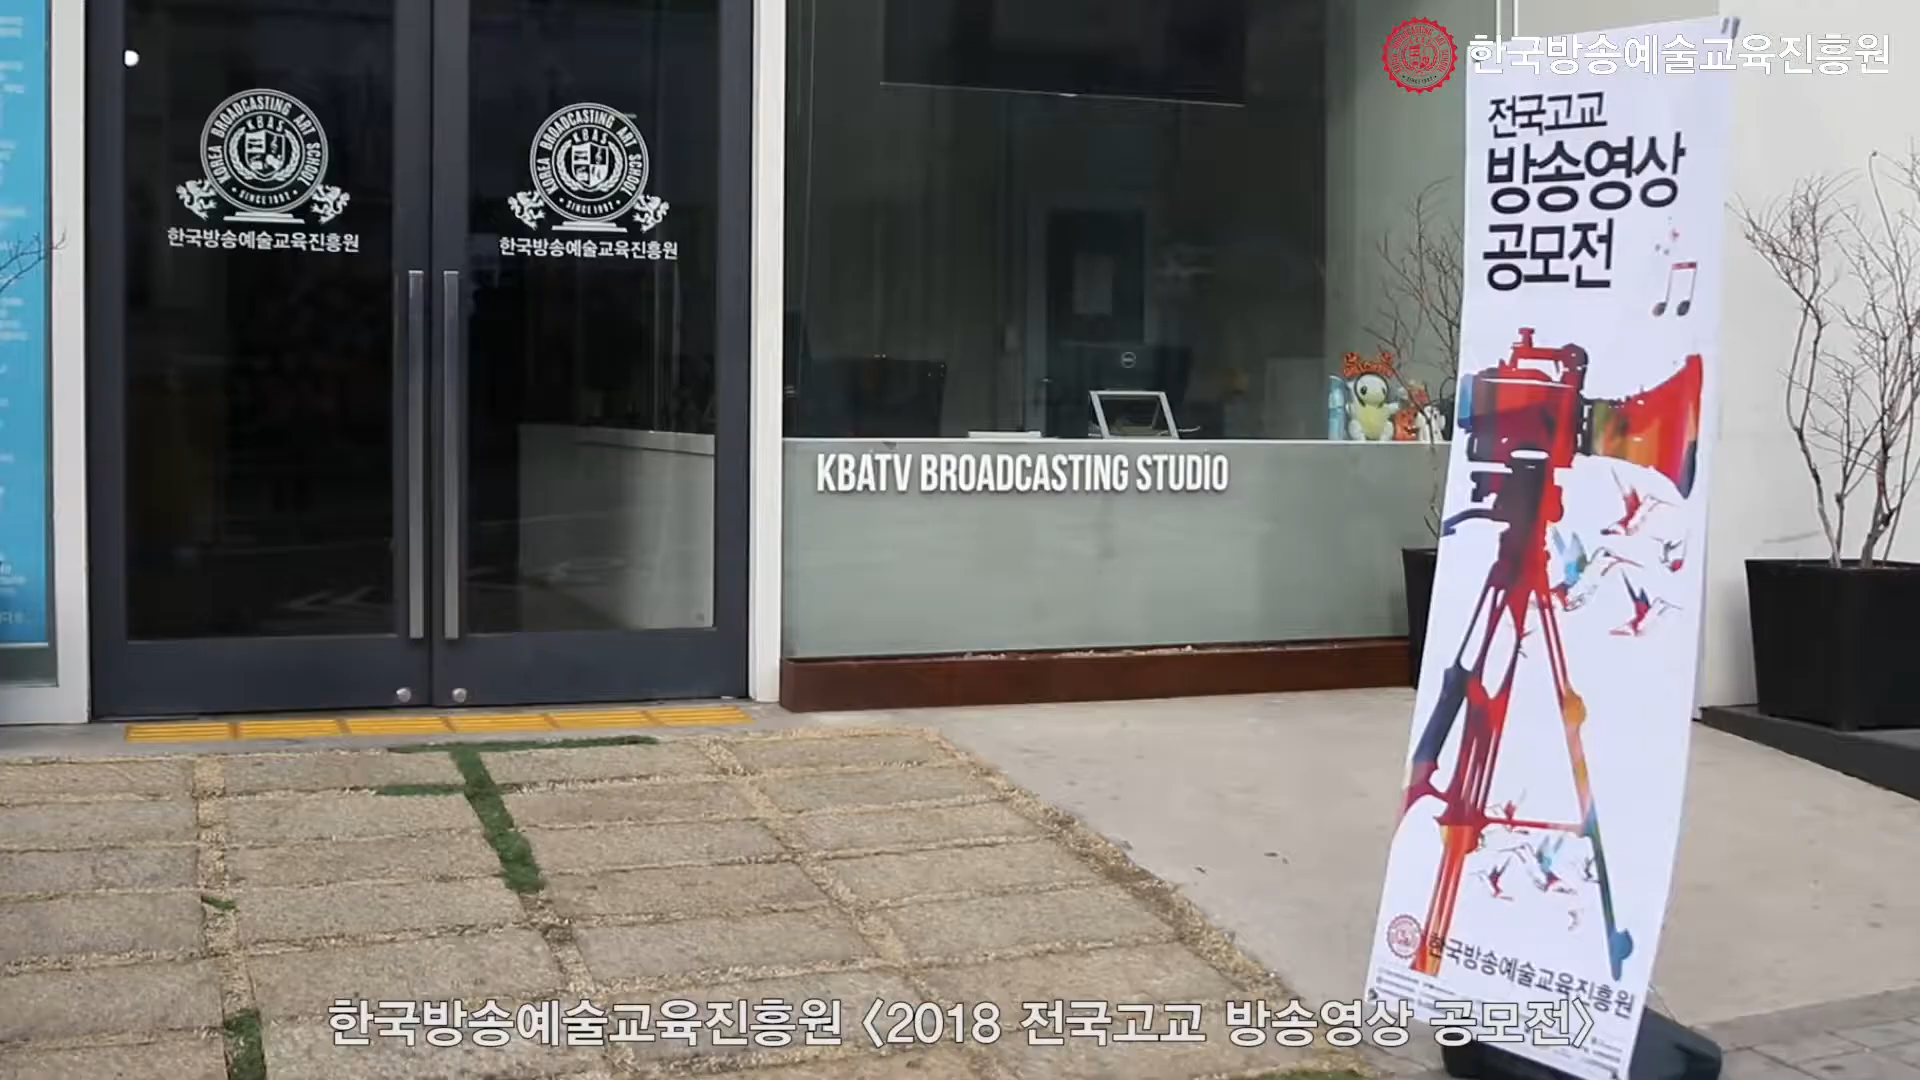 한국방송예술교육진흥원
전국고교
방송영상
공모전
KOREA BROADCASTING ART SCHOOL
KBAS
SINCE 1992
한국방송예술교육진흥원
KOREA BROADCASTING ART SCHOOL
KBAS
SINCE 1992
한국방송예술교육진흥원
KBATV BROADCASTING STUDIO
한국방송예술교육진흥원
한국방송예술교육진흥원 <2018 전국고교 방송영상 공모전>